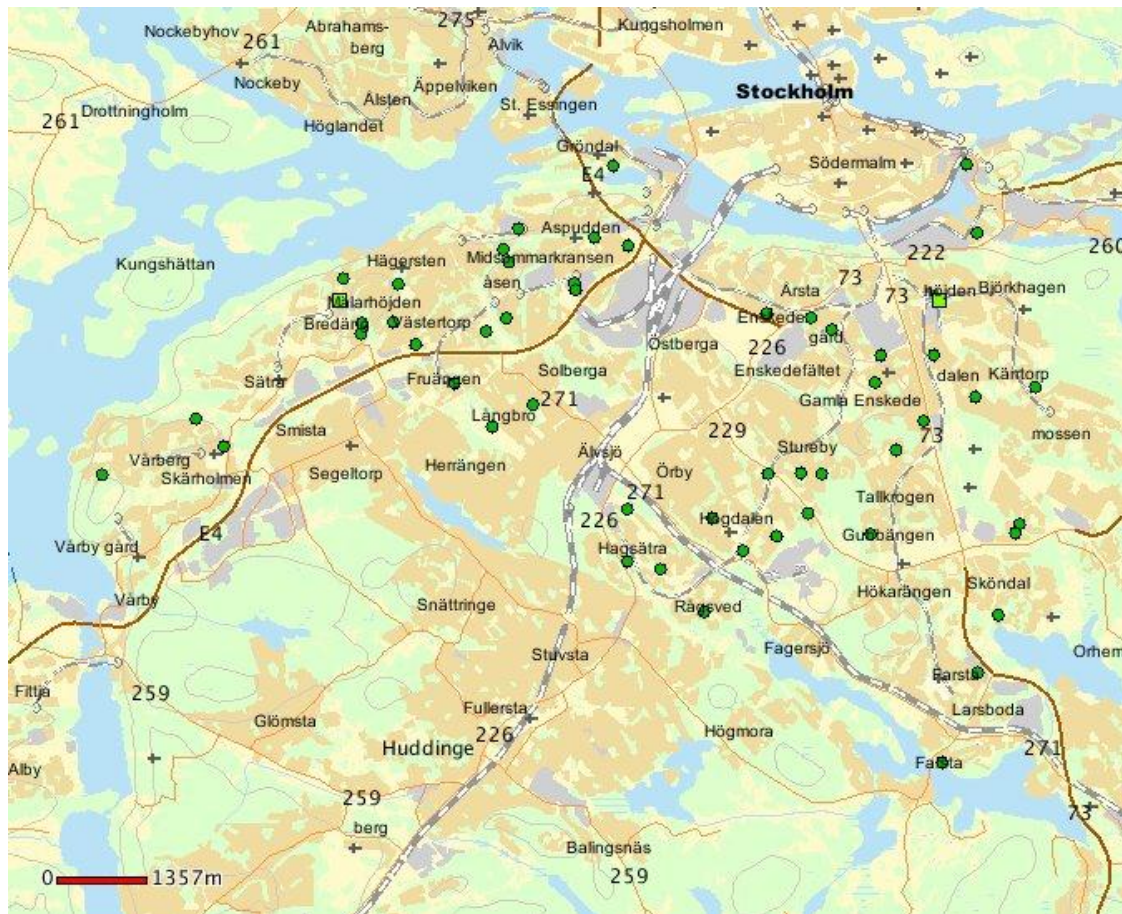 275
Kungsholmen
Nockebyhov
Abrahams-
berg
261
Alvik
Nockeby
Äppelviken
Stockholm
Ålsten
St. Essingen
Drottningholm
261
Höglandet
Gröndal
Södermalm
E4
Aspudden
260
222
Kungshättan
Hägersten
Midsommarkransen
73
åsen
Årsta
73
höjden
Björkhagen
Mälarhöjden
Bredäng
Västertorp
Enskede
gård
Östberga
226
Solberga
Enskedefältet
dalen
Kärrtorp
Sätra
Fruängen
271
Gamla Enskede
Långbro
Smista
229
73
mossen
Stureby
Vårberg
Segeltorp
Herrängen
Älvsjö
Örby
Skärholmen
271
Tallkrogen
226
Högdalen
E4
Gubbängen
Vårby gård
Hagsätra
Sköndal
Hökarängen
Vårby
Snättringe
Rågsved
Fagersjö
Orhem
Stuvsta
Farsta
Fittja
259
Fullersta
Larsboda
Glömsta
226
Högmora
Huddinge
271
Alby
Farsta
259
73
berg
Balingsnäs
259
0 1357m